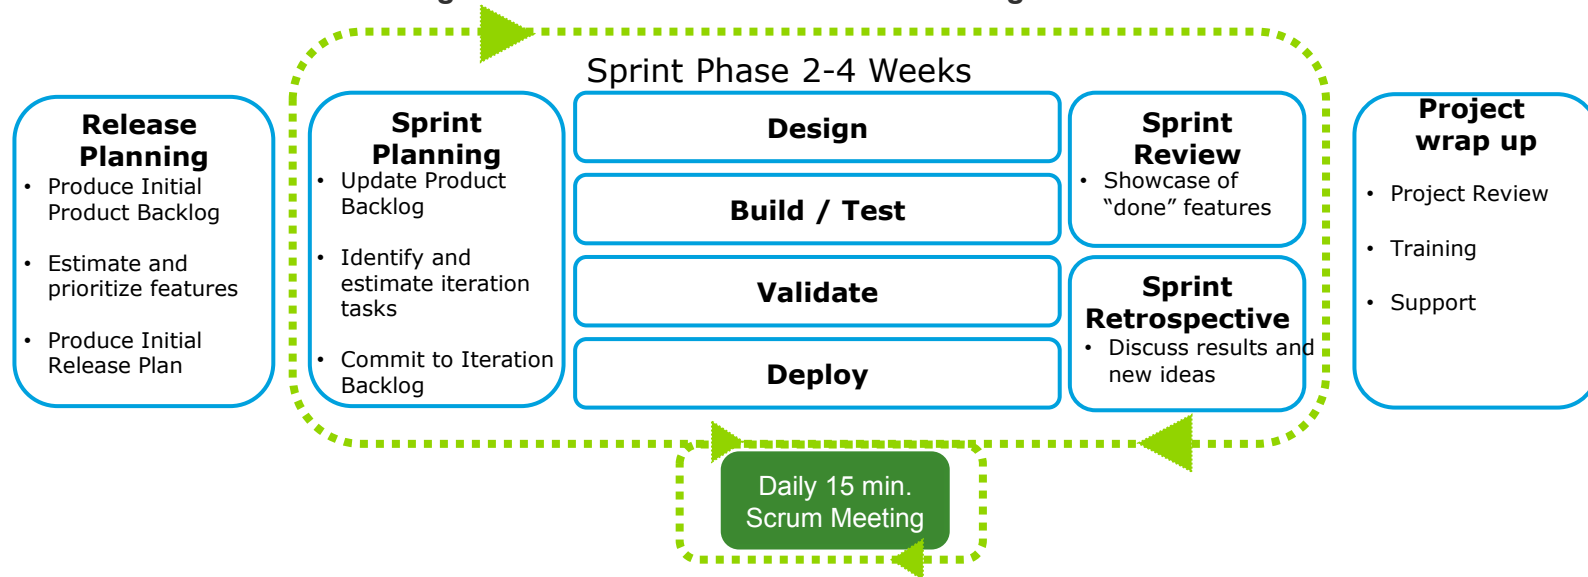 Sprint Phase 2-4 Weeks
Release
Planning
• Produce Initial
Product Backlog
• Estimate and
prioritize features
• Produce Initial
Release Plan
Sprint
Planning
• Update Product
Backlog
• Identify and
estimate iteration
tasks
• Commit to Iteration
Backlog
Design
Build / Test
Validate
Deploy
Sprint
Review
• Showcase of
“done” features
Sprint
Retrospective
• Discuss results and
new ideas
Project
wrap up
• Project Review
• Training
• Support
Daily 15 min.
Scrum Meeting